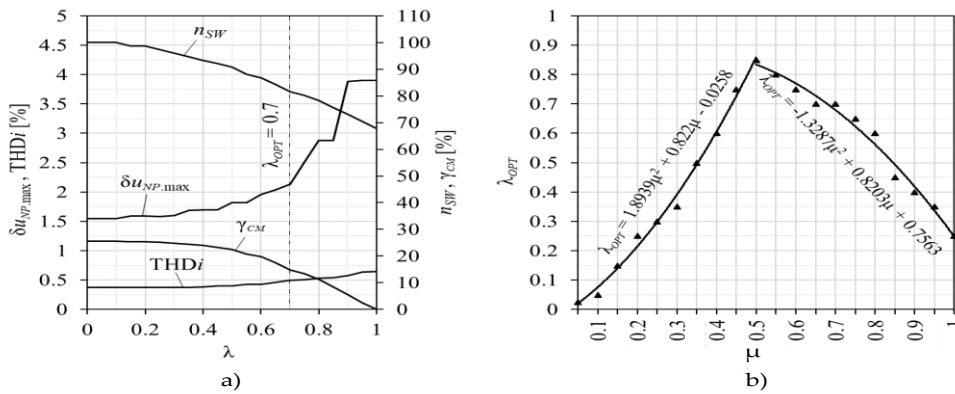 δu_NP.max, THDi [%]
5
4.5
4
3.5
3
2.5
2
1.5
1
0.5
0
110
100
90
80
70
60
50
40
30
20
10
0
n_SW, γ_CM [%]
n_SW
λ_OPT = 0.7
δu_NP.max
γ_CM
THDi
0 0.2 0.4 0.6 0.8 1
λ
a)
λ_OPT
1
0.9
0.8
0.7
0.6
0.5
0.4
0.3
0.2
0.1
0
λ_OPT = 1.8939μ² + 0.822μ - 0.0258
λ_OPT = -1.3287μ² + 0.8203μ + 0.7563
0.1 0.2 0.3 0.4 0.5 0.6 0.7 0.8 0.9 1
μ
b)